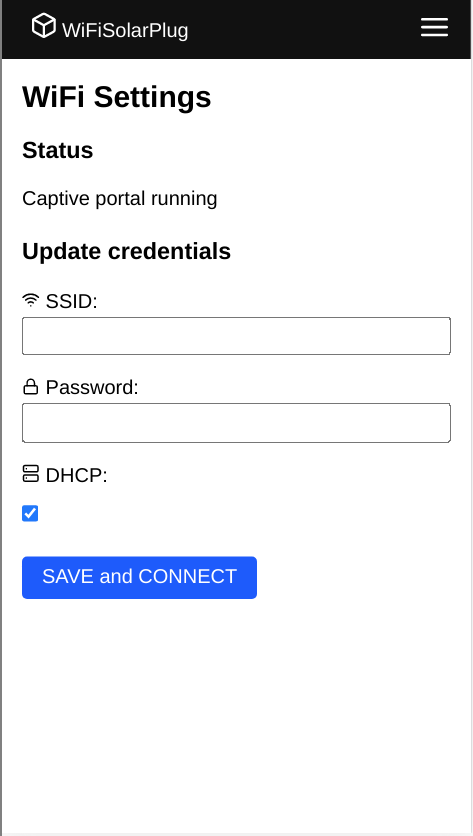 WiFiSolarPlug
WiFi Settings
Status
Captive portal running
Update credentials
SSID:
Password:
DHCP:
SAVE and CONNECT